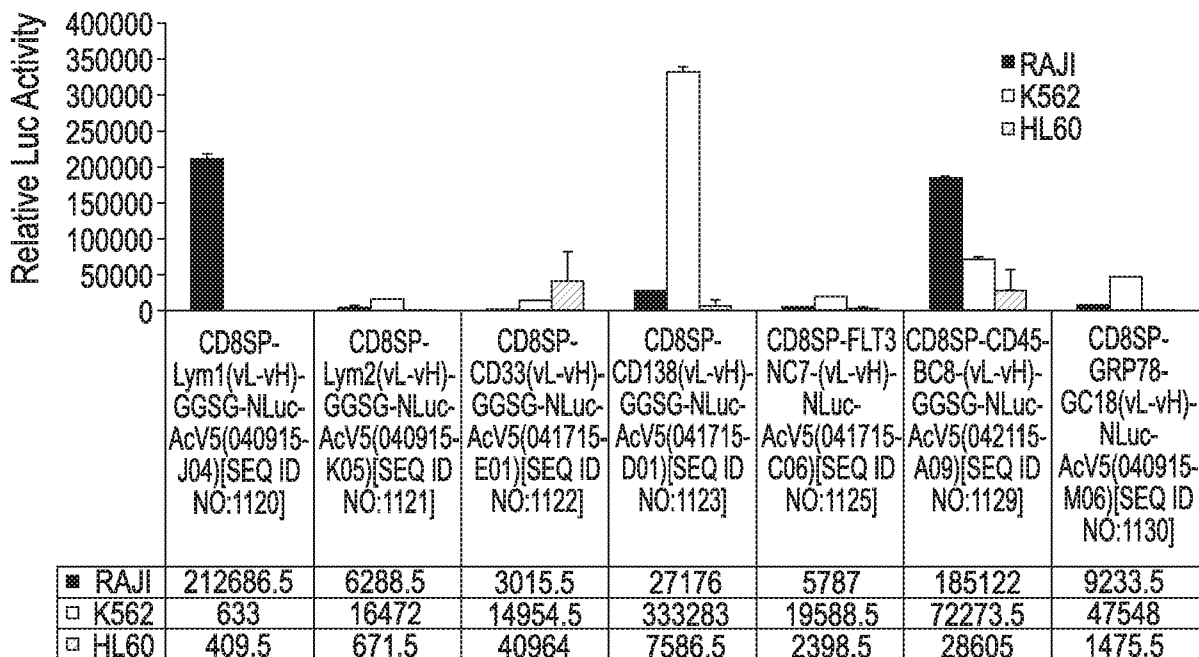 Relative Luc Activity
400000
350000
300000
250000
200000
150000
100000
50000
0
RAJI
K562
HL60
CD8SP-
Lym1(vL-vH)-
GGSG-NLuc-
AcV5(040915-
J04)[SEQ ID
NO:1120]
CD8SP-
Lym2(vL-vH)-
GGSG-NLuc-
AcV5(040915-
K05)[SEQ ID
NO:1121]
CD8SP-
CD33(vL-vH)-
GGSG-NLuc-
AcV5(041715-
E01)[SEQ ID
NO:1122]
CD8SP-
CD138(vL-vH)-
GGSG-NLuc-
AcV5(041715-
D01)[SEQ ID
NO:1123]
CD8SP-FLT3
NC7-(vL-vH)-
NLuc-
AcV5(041715-
C06)[SEQ ID
NO:1125]
CD8SP-CD45-
BC8-(vL-vH)-
GGSG-NLuc-
AcV5(042115-
A09)[SEQ ID
NO:1129]
CD8SP-
GRP78-
GC18(vL-vH)-
NLuc-
AcV5(040915-
M06)[SEQ ID
NO:1130]
RAJI 212686.5 6288.5 3015.5 27176 5787 185122 9233.5
K562 633 16472 14954.5 333283 19588.5 72273.5 47548
HL60 409.5 671.5 40964 7586.5 2398.5 28605 1475.5